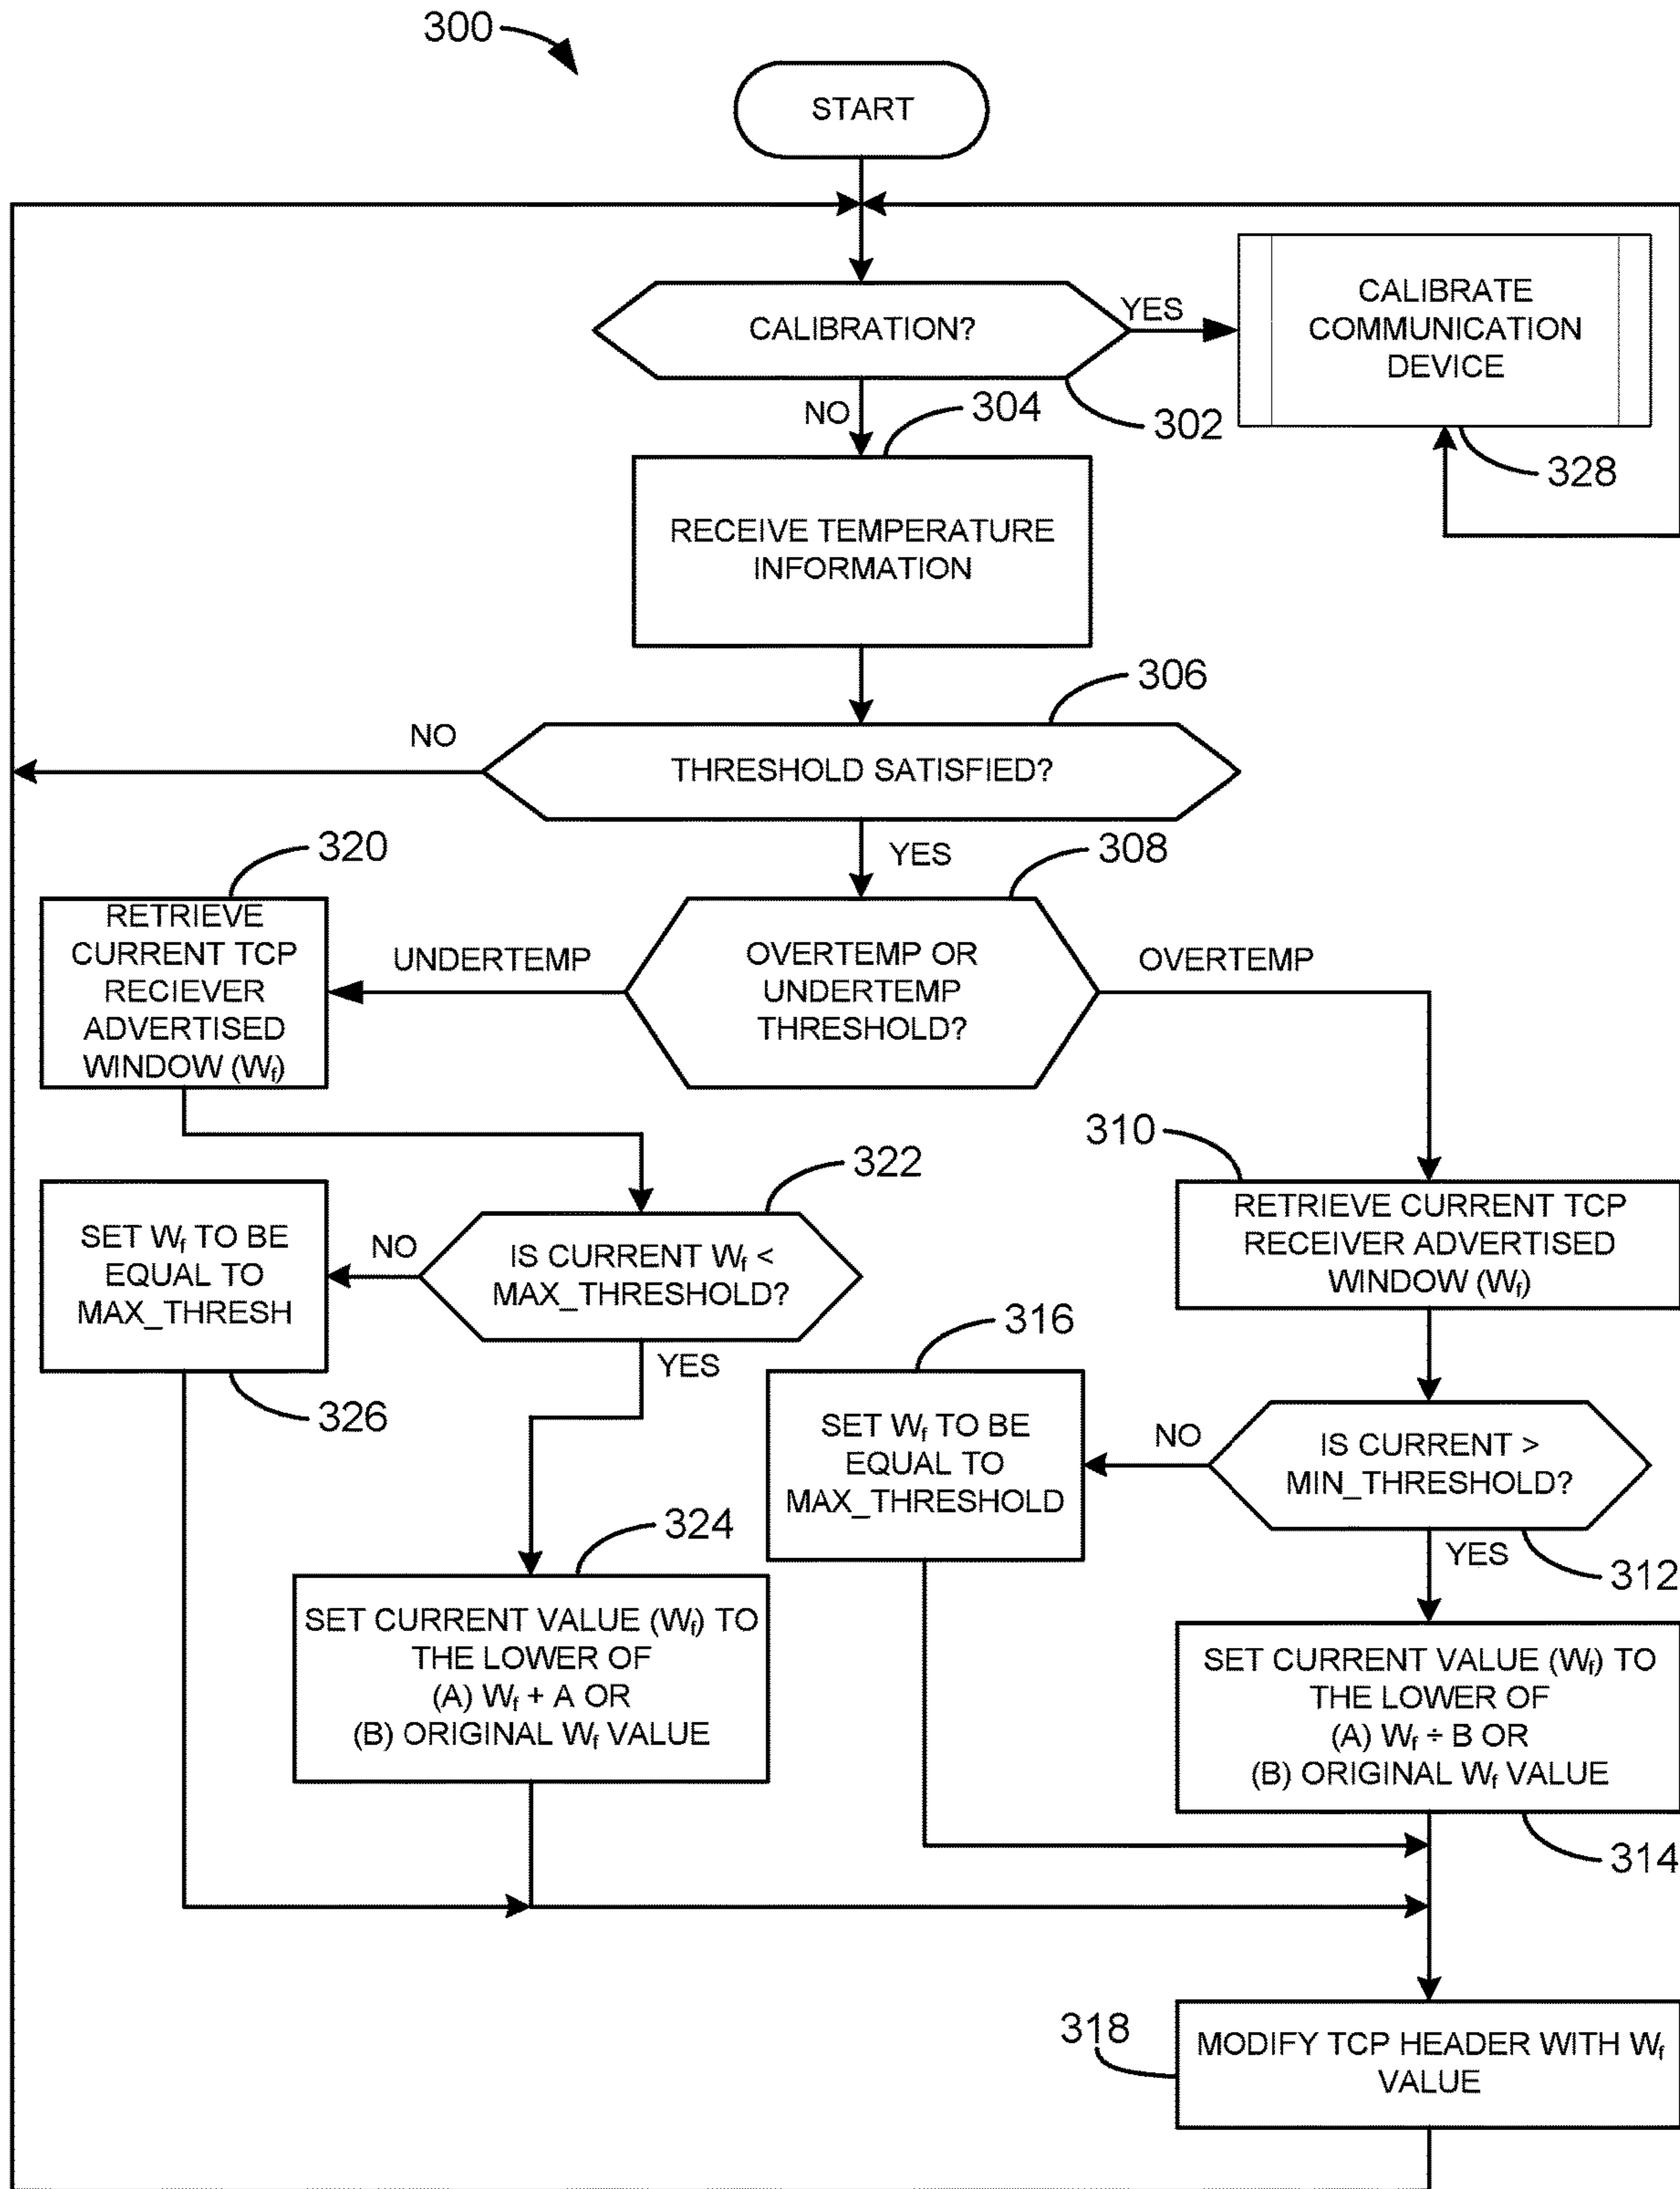 300
START
CALIBRATION?
YES
CALIBRATE
COMMUNICATION
DEVICE
NO
304
302
328
RECEIVE TEMPERATURE
INFORMATION
306
NO
THRESHOLD SATISFIED?
320
YES
308
RETRIEVE
CURRENT TCP
RECIEVER
ADVERTISED
WINDOW (Wf)
UNDERTEMP
OVERTEMP OR
UNDERTEMP
THRESHOLD?
OVERTEMP
310
322
RETRIEVE CURRENT TCP
RECEIVER ADVERTISED
WINDOW (Wf)
SET Wf TO BE
EQUAL TO
MAX_THRESH
NO
IS CURRENT Wf <
MAX_THRESHOLD?
316
YES
326
SET Wf TO BE
EQUAL TO
MAX_THRESHOLD
NO
IS CURRENT >
MIN_THRESHOLD?
324
YES
312
SET CURRENT VALUE (Wf) TO
THE LOWER OF
(A) Wf + A OR
(B) ORIGINAL Wf VALUE
SET CURRENT VALUE (Wf) TO
THE LOWER OF
(A) Wf ÷ B OR
(B) ORIGINAL Wf VALUE
314
318
MODIFY TCP HEADER WITH Wf
VALUE